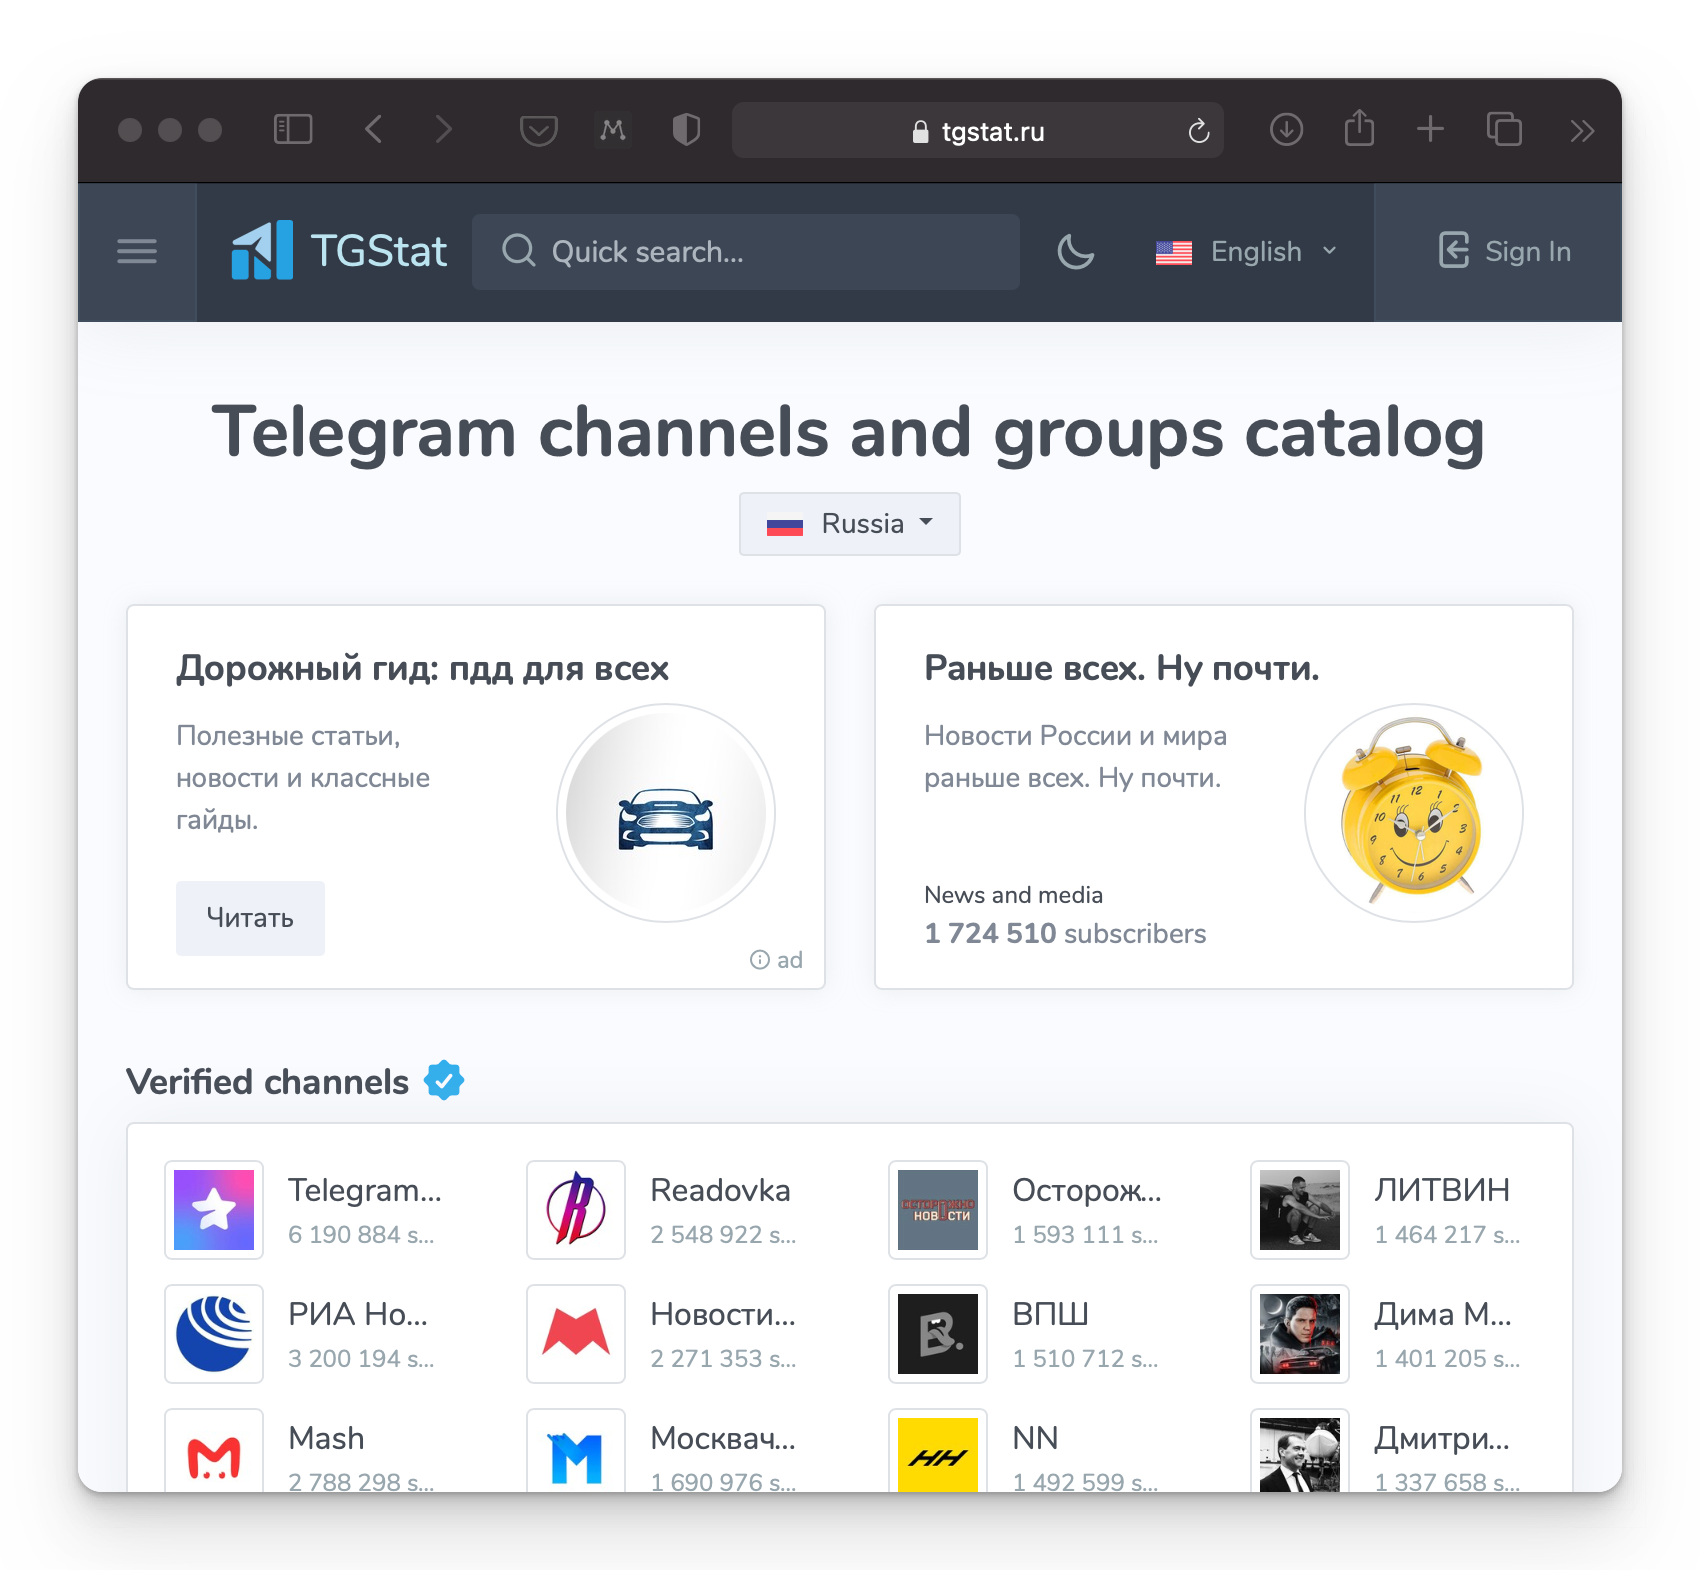 tgstat.ru
TGStat
Quick search...
English
Sign In
Telegram channels and groups catalog
Russia
Дорожный гид: пдд для всех
Полезные статьи,
новости и классные
гайды.
Читать
ad
Раньше всех. Ну почти.
Новости России и мира
раньше всех. Ну почти.
News and media
1 724 510 subscribers
Verified channels
Telegram...
6 190 884 s...
Readovka
2 548 922 s...
ОСТОРОЖНО
НОВОСТИ
Осторож...
1 593 111 s...
ЛИТВИН
1 464 217 s...
РИА Но...
3 200 194 s...
Новости...
2 271 353 s...
ВПШ
1 510 712 s...
Дима М...
1 401 205 s...
Mash
2 788 298 s...
Москвач...
1 690 976 s...
NN
1 492 599 s...
Дмитри...
1 337 658 s...